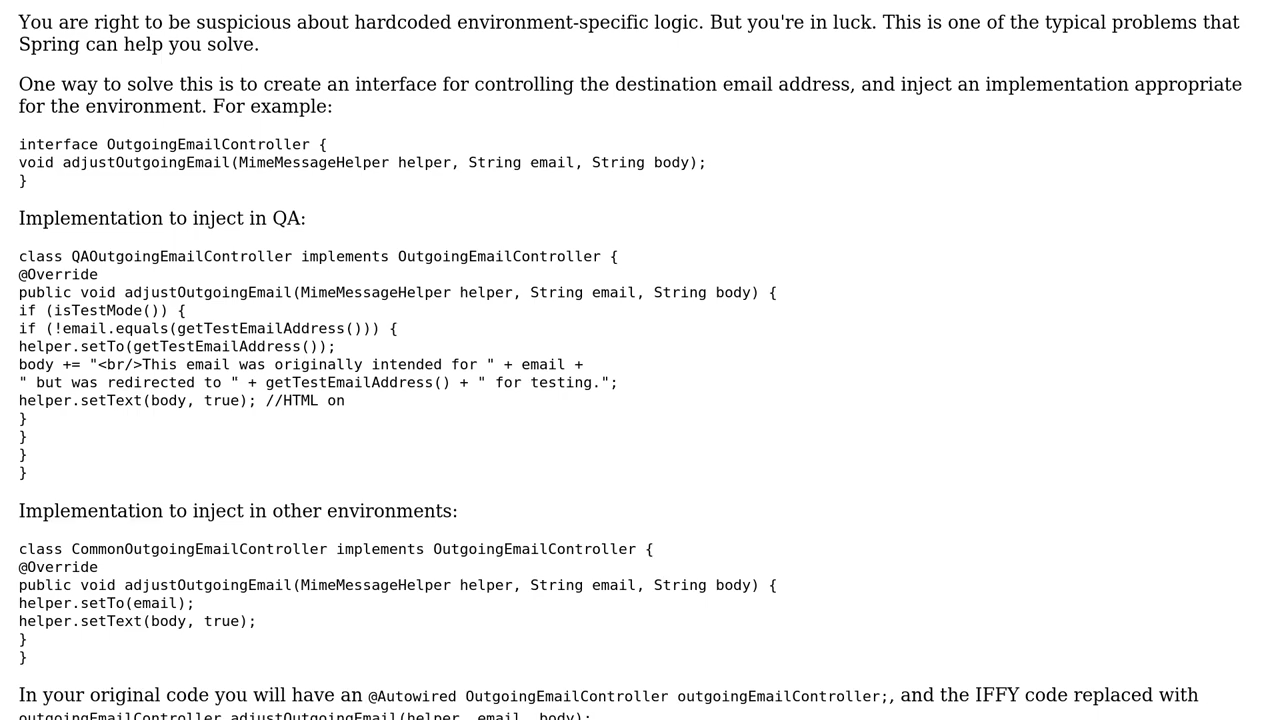 You are right to be suspicious about hardcoded environment-specific logic. But you're in luck. This is one of the typical problems that
Spring can help you solve.
One way to solve this is to create an interface for controlling the destination email address, and inject an implementation appropriate
for the environment. For example:
interface OutgoingEmailController {
void adjustOutgoingEmail(MimeMessageHelper helper, String email, String body);
}
Implementation to inject in QA:
class QAOutgoingEmailController implements OutgoingEmailController {
@Override
public void adjustOutgoingEmail(MimeMessageHelper helper, String email, String body) {
if (isTestMode()) {
if (!email.equals(getTestEmailAddress())) {
helper.setTo(getTestEmailAddress());
body += "<br/>This email was originally intended for " + email +
" but was redirected to " + getTestEmailAddress() + " for testing.";
helper.setText(body, true); //HTML on
}
}
}
}
Implementation to inject in other environments:
class CommonOutgoingEmailController implements OutgoingEmailController {
@Override
public void adjustOutgoingEmail(MimeMessageHelper helper, String email, String body) {
helper.setTo(email);
helper.setText(body, true);
}
}
In your original code you will have an @Autowired OutgoingEmailController outgoingEmailController;, and the IFFY code replaced with
outgoingEmailController.adjustOutgoingEmail(helper, email, body);